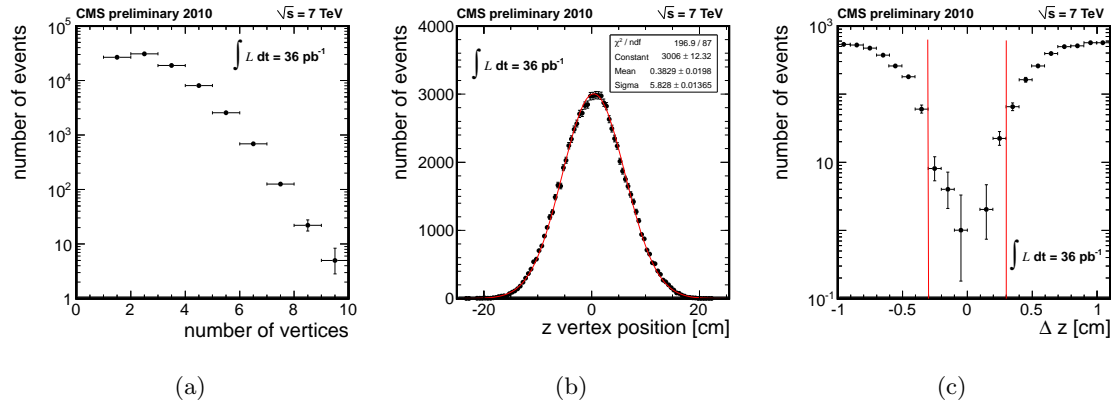 CMS preliminary 2010 √s = 7 TeV
∫ L dt = 36 pb⁻¹
number of events
10⁵
10⁴
10³
10²
10
1
0 2 4 6 8 10
number of vertices
(a)
CMS preliminary 2010 √s = 7 TeV
∫ L dt = 36 pb⁻¹
χ² / ndf 196.9 / 87
Constant 3006 ± 12.32
Mean 0.3829 ± 0.0198
Sigma 5.828 ± 0.01365
number of events
4000
3000
2000
1000
0
-20 0 20
z vertex position [cm]
(b)
CMS preliminary 2010 √s = 7 TeV
number of events
10³
10²
10
1
10⁻¹
∫ L dt = 36 pb⁻¹
-1 -0.5 0 0.5 1
Δ z [cm]
(c)